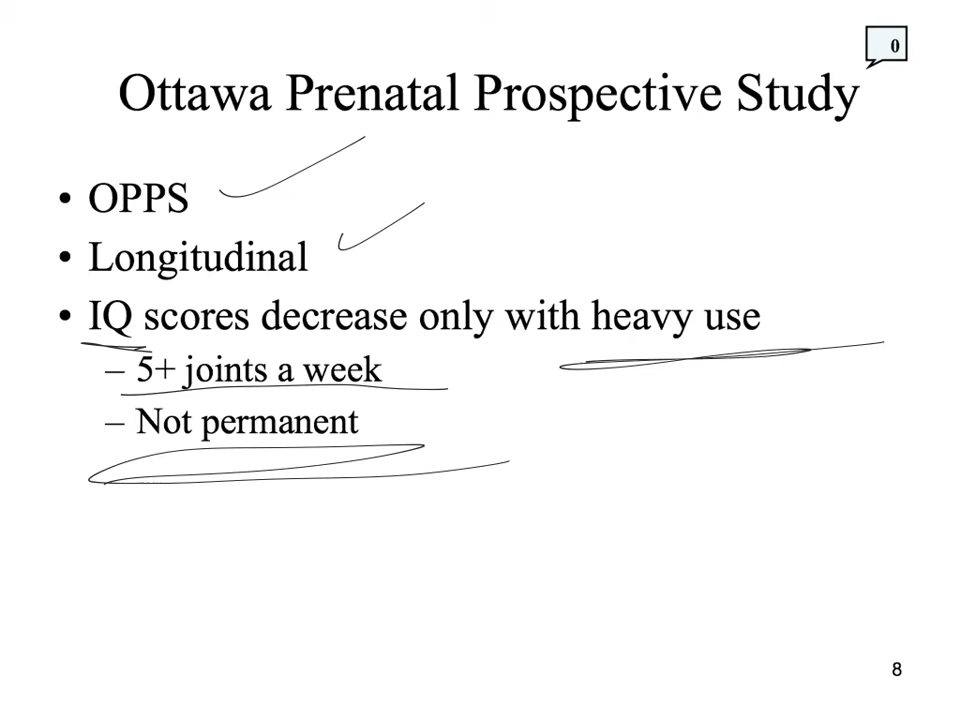 0
Ottawa Prenatal Prospective Study
• OPPS
• Longitudinal
• IQ scores decrease only with heavy use
– 5+ joints a week
– Not permanent
8